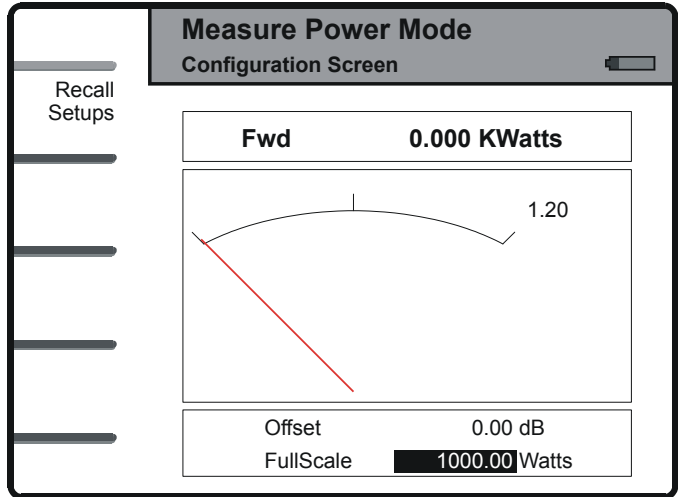 Measure Power Mode
Configuration Screen
Recall
Setups
Fwd 0.000 KWatts
1.20
Offset 0.00 dB
FullScale 1000.00 Watts